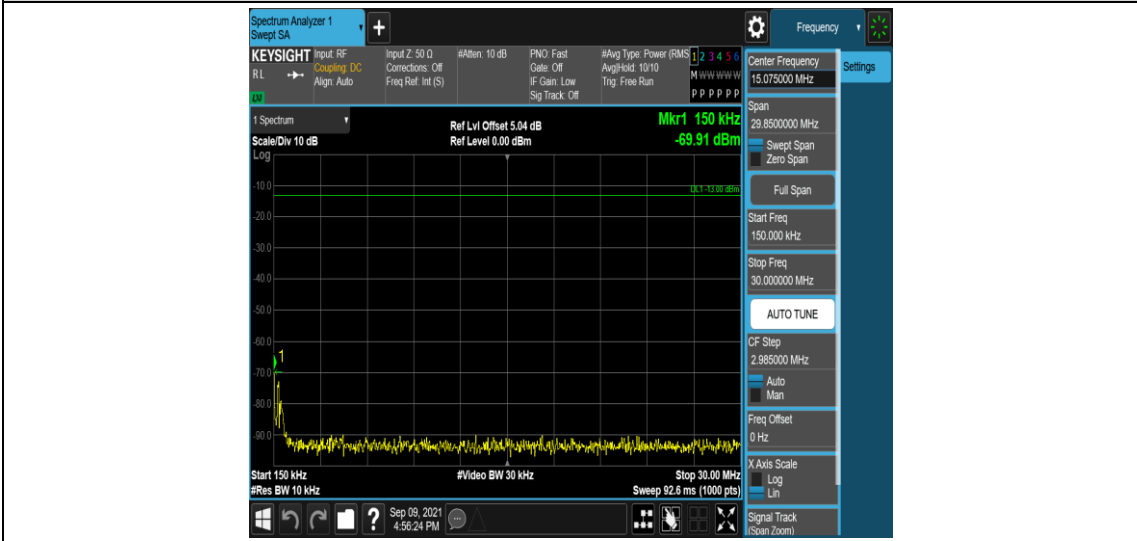 Spectrum Analyzer 1
Swept SA
+
Frequency
KEYSIGHT
RL
LM
Input: RF
Coupling: DC
Align: Auto
Input Z: 50 Ω
Corrections: Off
Freq Ref: Int (S)
#Atten: 10 dB
PNO: Fast
Gate: Off
IF Gain: Low
Sig Track: Off
#Avg Type: Power (RMS
Avg|Hold: 10/10
Trig: Free Run
1 2 3 4 5 6
M W W W W W
P P P P P P
1 Spectrum
Scale/Div 10 dB
Log
Ref Lvl Offset 5.04 dB
Ref Level 0.00 dBm
Mkr1 150 kHz
-69.91 dBm
DL1 -13.00 dBm
-10.0
-20.0
-30.0
-40.0
-50.0
-60.0
1
-70.0
-80.0
-90.0
Start 150 kHz
#Video BW 30 kHz
Stop 30.00 MHz
#Res BW 10 kHz
Sweep 92.6 ms (1000 pts)
?
Sep 09, 2021
4:56:24 PM
Center Frequency
15.075000 MHz
Settings
Span
29.8500000 MHz
Swept Span
Zero Span
Full Span
Start Freq
150.000 kHz
Stop Freq
30.000000 MHz
AUTO TUNE
CF Step
2.985000 MHz
Auto
Man
Freq Offset
0 Hz
X Axis Scale
Log
Lin
Signal Track
(Span Zoom)